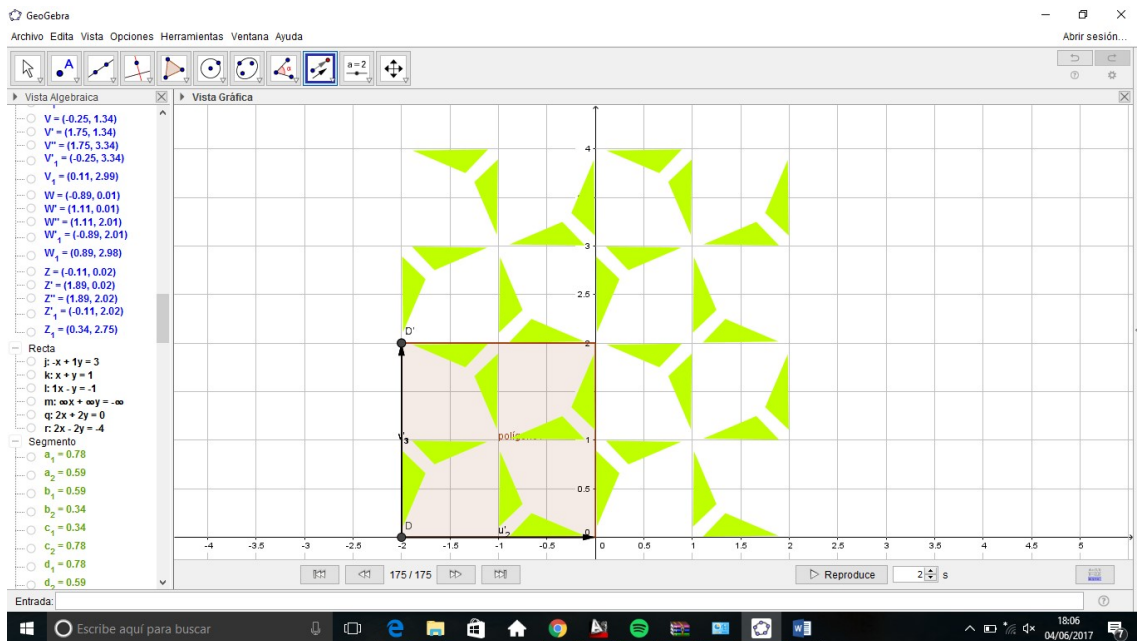 GeoGebra
Archivo Edita Vista Opciones Herramientas Ventana Ayuda
Abrir sesión...
A
a=2
Vista Algebraica
Vista Gráfica
V = (-0.25, 1.34)
V' = (1.75, 1.34)
V'' = (1.75, 3.34)
V'₁ = (-0.25, 3.34)
V₁ = (0.11, 2.99)
W = (-0.89, 0.01)
W' = (1.11, 0.01)
W'' = (1.11, 2.01)
W'₁ = (-0.89, 2.01)
W₁ = (0.89, 2.98)
Z = (-0.11, 0.02)
Z' = (1.89, 0.02)
Z'' = (1.89, 2.02)
Z'₁ = (-0.11, 2.02)
Z₁ = (0.34, 2.75)
Recta
j: -x + 1y = 3
k: x + y = 1
l: 1x - y = -1
m: ∞x + ∞y = -∞
q: 2x + 2y = 0
r: 2x - 2y = -4
Segmento
a₁ = 0.78
a₂ = 0.59
b₁ = 0.59
b₂ = 0.34
c₁ = 0.34
c₂ = 0.78
d₁ = 0.78
d₂ = 0.59
4
3
2.5
D'
2
v'₃
1
0.5
D
u'₂
0
-4 -3.5 -3 -2.5 -2 -1.5 -1 -0.5 0 0.5 1 1.5 2 2.5 3 3.5 4 4.5 5
175 / 175
Reproduce
2 s
Entrada:
Escribe aquí para buscar
18:06
04/06/2017